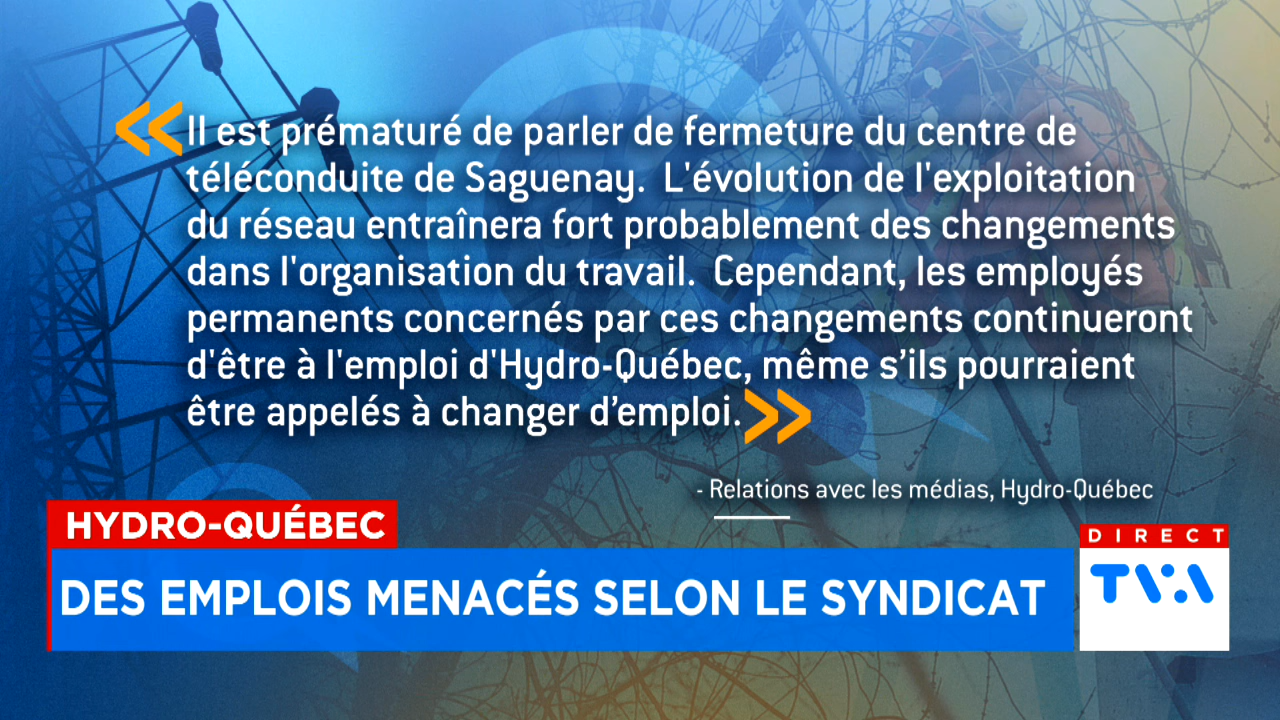 « Il est prématuré de parler de fermeture du centre de
téléconduite de Saguenay. L'évolution de l'exploitation
du réseau entraînera fort probablement des changements
dans l'organisation du travail. Cependant, les employés
permanents concernés par ces changements continueront
d'être à l'emploi d'Hydro-Québec, même s’ils pourraient
être appelés à changer d’emploi. »
- Relations avec les médias, Hydro-Québec
HYDRO-QUÉBEC
DES EMPLOIS MENACÉS SELON LE SYNDICAT
DIRECT
TVA